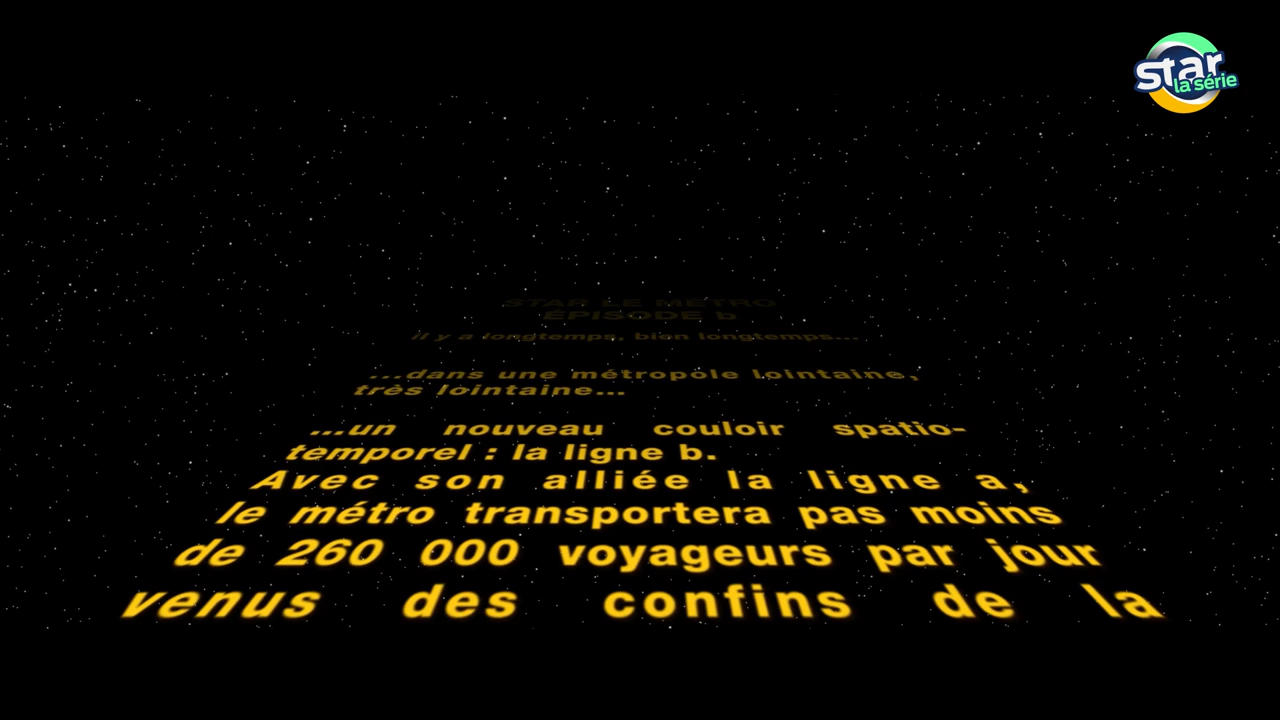 star
la série
STAR LE MÉTRO
ÉPISODE b
il y a longtemps, bien longtemps...
...dans une métropole lointaine,
très lointaine...
...un nouveau couloir spatio-
temporel : la ligne b.
Avec son alliée la ligne a,
le métro transportera pas moins
de 260 000 voyageurs par jour
venus des confins de la